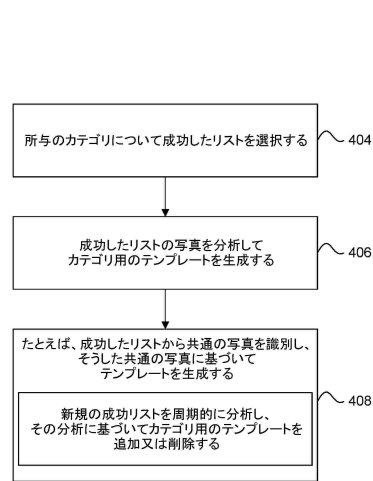 所与のカテゴリについて成功したリストを選択する
404
成功したリストの写真を分析して
カテゴリ用のテンプレートを生成する
406
たとえば、成功したリストから共通の写真を識別し、
そうした共通の写真に基づいて
テンプレートを生成する
408
新規の成功リストを周期的に分析し、
その分析に基づいてカテゴリ用のテンプレートを
追加又は削除する